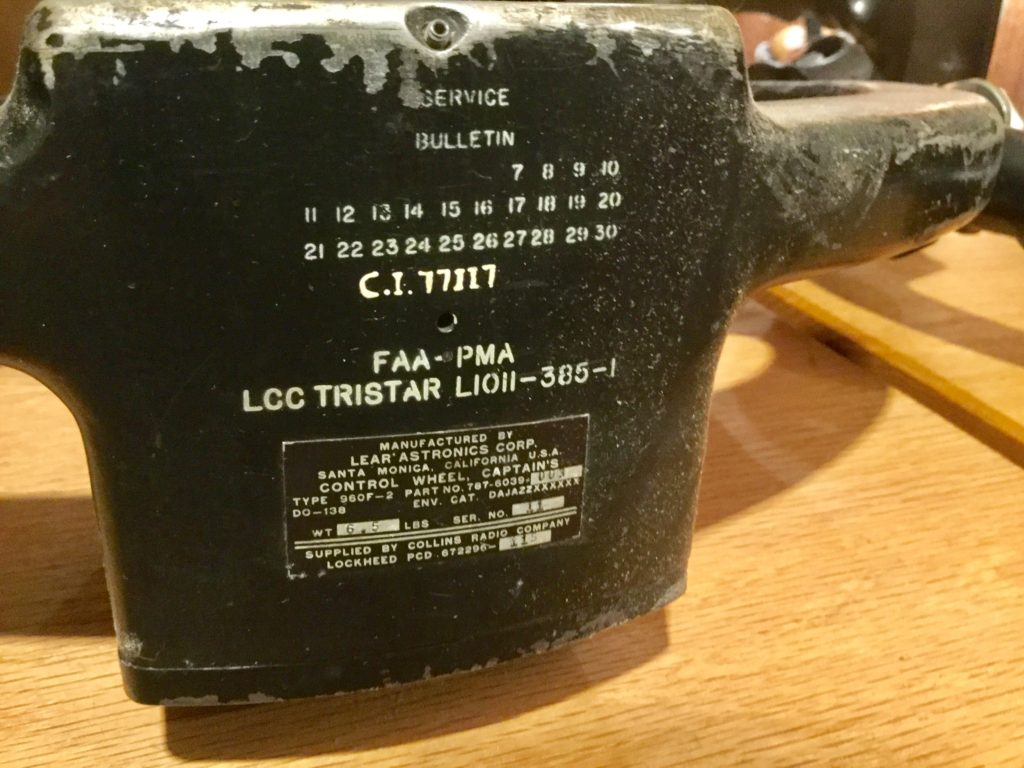 SERVICE
BULLETIN
7 8 9 10
11 12 13 14 15 16 17 18 19 20
21 22 23 24 25 26 27 28 29 30
C.I. 77117
FAA-PMA
LCC TRISTAR L1011-385-1
MANUFACTURED BY
LEAR ASTRONICS CORP.
SANTA MONICA, CALIFORNIA U.S.A.
CONTROL WHEEL, CAPTAIN'S
TYPE 960F-2 PART NO. 787-6039-003
DO-138 ENV. CAT. DAJAZZXXXXXX
WT 6.5 LBS SER. NO. 11
SUPPLIED BY COLLINS RADIO COMPANY
LOCKHEED PCD. 672296-115